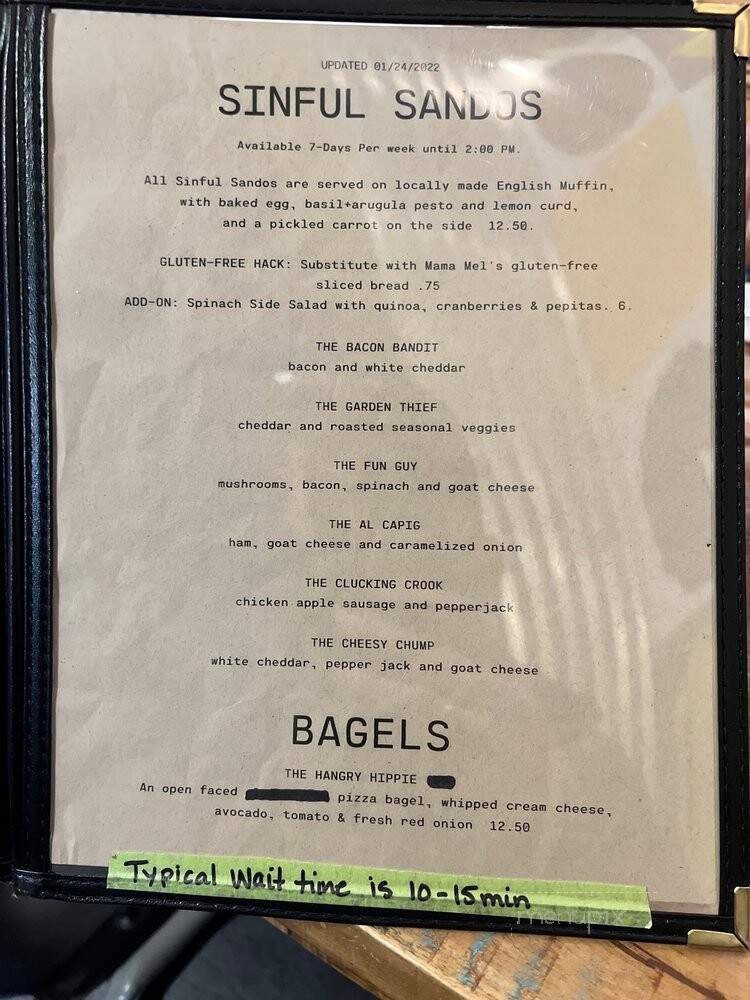 UPDATED 01/24/2022
SINFUL SANDOS
Available 7-Days Per week until 2:00 PM.
All Sinful Sandos are served on locally made English Muffin,
with baked egg, basil+arugula pesto and lemon curd,
and a pickled carrot on the side 12.50.
GLUTEN-FREE HACK: Substitute with Mama Mel's gluten-free
sliced bread .75
ADD-ON: Spinach Side Salad with quinoa, cranberries & pepitas. 6.
THE BACON BANDIT
bacon and white cheddar
THE GARDEN THIEF
cheddar and roasted seasonal veggies
THE FUN GUY
mushrooms, bacon, spinach and goat cheese
THE AL CAPIG
ham, goat cheese and caramelized onion
THE CLUCKING CROOK
chicken apple sausage and pepperjack
THE CHEESY CHUMP
white cheddar, pepper jack and goat cheese
BAGELS
THE HANGRY HIPPIE
An open faced pizza bagel, whipped cream cheese,
avocado, tomato & fresh red onion 12.50
Typical Wait time is 10-15min
menupix